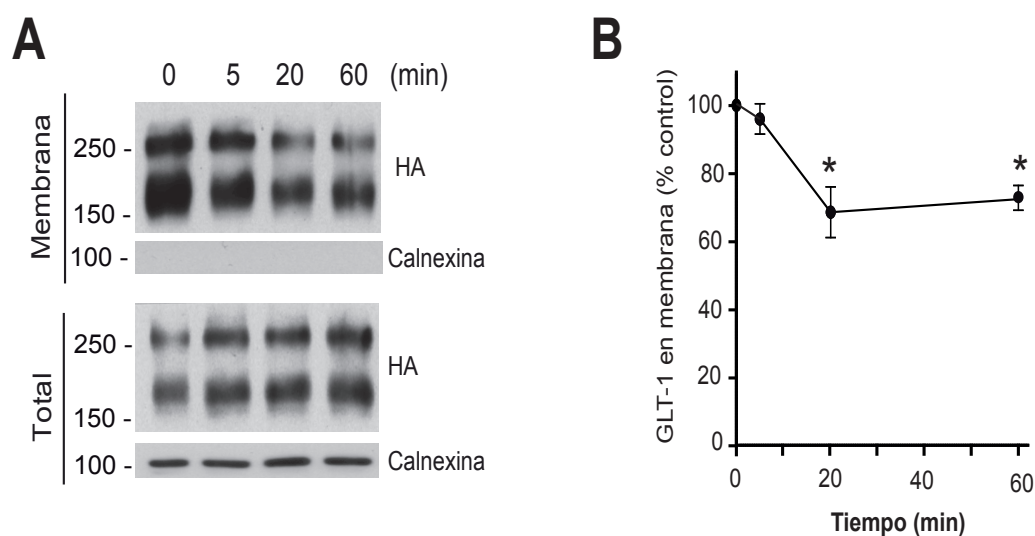 A
0 5 20 60 (min)
Membrana
250 -
HA
150 -
100 -
Calnexina
Total
250 -
HA
150 -
100 -
Calnexina
B
GLT-1 en membrana (% control)
100
80
60
40
20
0
*
*
0 20 40 60
Tiempo (min)